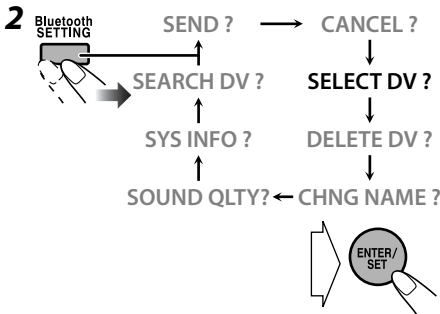 2 Bluetooth
SETTING
SEND ? CANCEL ?
SEARCH DV ? SELECT DV ?
SYS INFO ? DELETE DV ?
SOUND QLTY? CHNG NAME ?
ENTER/
SET